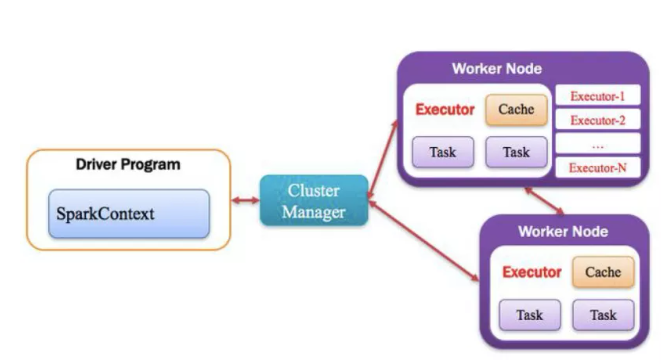 Driver Program
SparkContext
Cluster
Manager
Worker Node
Executor
Cache
Task
Task
Executor-1
Executor-2
...
Executor-N
Worker Node
Executor
Cache
Task
Task